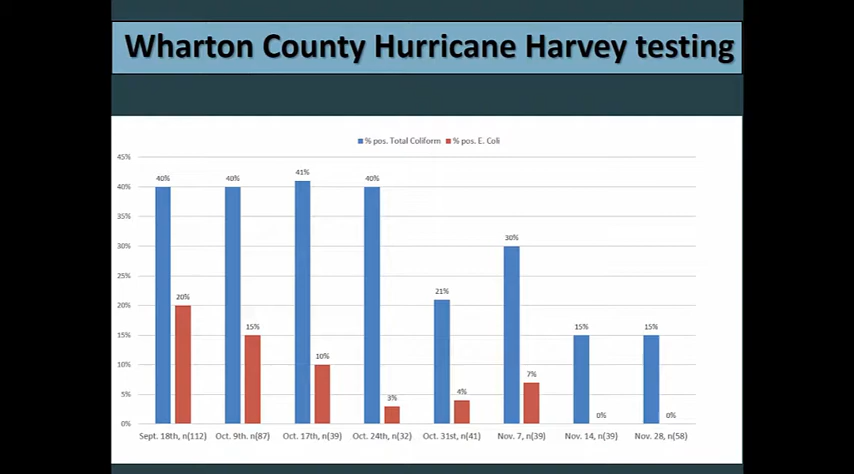 Wharton County Hurricane Harvey testing
% pos. Total Coliform % pos. E. Coli
45%
40%
35%
30%
25%
20%
15%
10%
5%
0%
40% 40% 41% 40% 21% 30% 15% 15%
20% 15% 10% 3% 4% 7% 0% 0%
Sept. 18th, n(112) Oct. 9th. n(87) Oct. 17th, n(39) Oct. 24th, n(32) Oct. 31st, n(41) Nov. 7, n(39) Nov. 14, n(39) Nov. 28, n(58)